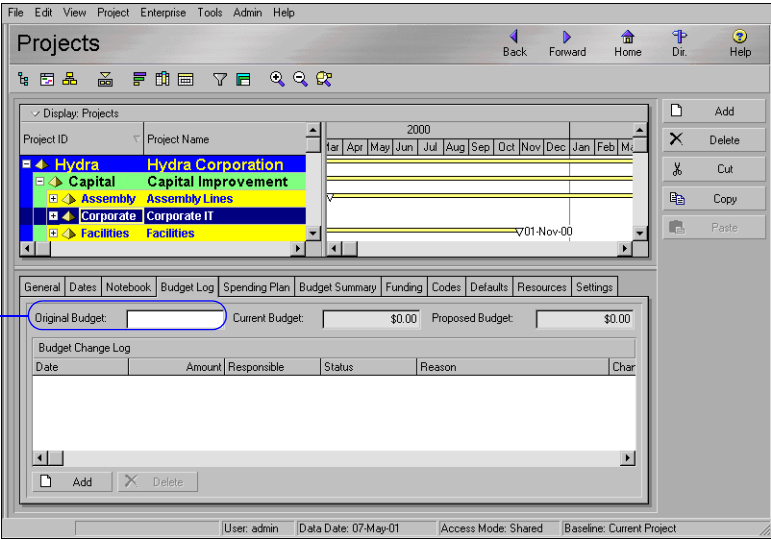 File Edit View Project Enterprise Tools Admin Help
Projects
Back Forward Home Dir. Help
Display: Projects
Project ID Project Name
2000
Mar Apr May Jun Jul Aug Sep Oct Nov Dec Jan Feb
Hydra Hydra Corporation
Capital Capital Improvement
Assembly Assembly Lines
Corporate Corporate IT
Facilities Facilities
01-Nov-00
Add
Delete
Cut
Copy
Paste
General Dates Notebook Budget Log Spending Plan Budget Summary Funding Codes Defaults Resources Settings
Original Budget: Current Budget: $0.00 Proposed Budget: $0.00
Budget Change Log
Date Amount Responsible Status Reason Char
Add Delete
User: admin Data Date: 07-May-01 Access Mode: Shared Baseline: Current Project